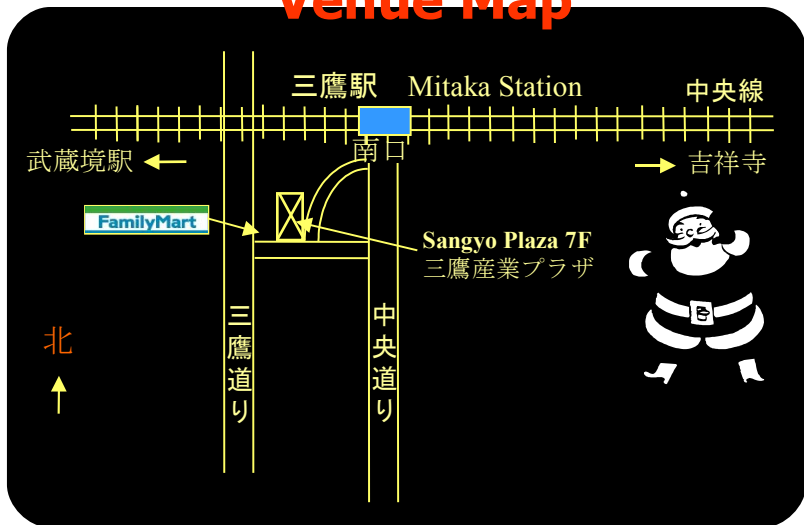 Venue Map
三鷹駅 Mitaka Station
中央線
南口
武蔵境駅
吉祥寺
FamilyMart
Sangyo Plaza 7F
三鷹産業プラザ
北
三鷹道り
中央道り